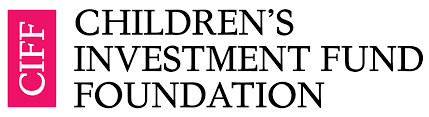 CIFF
CHILDREN'S
INVESTMENT FUND
FOUNDATION